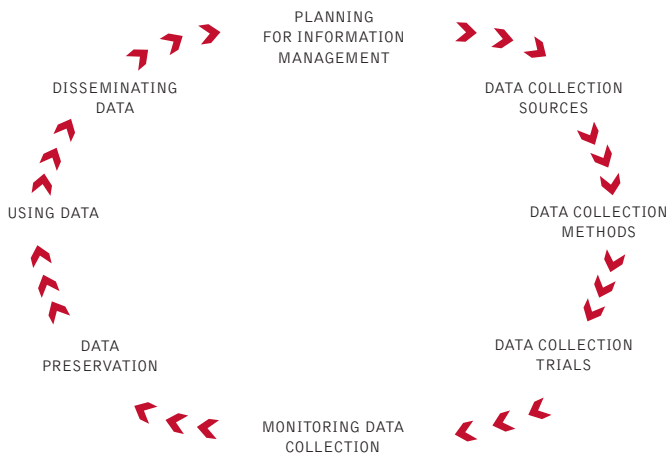 PLANNING
FOR INFORMATION
MANAGEMENT
DATA COLLECTION
SOURCES
DATA COLLECTION
METHODS
DATA COLLECTION
TRIALS
MONITORING DATA
COLLECTION
DATA
PRESERVATION
USING DATA
DISSEMINATING
DATA